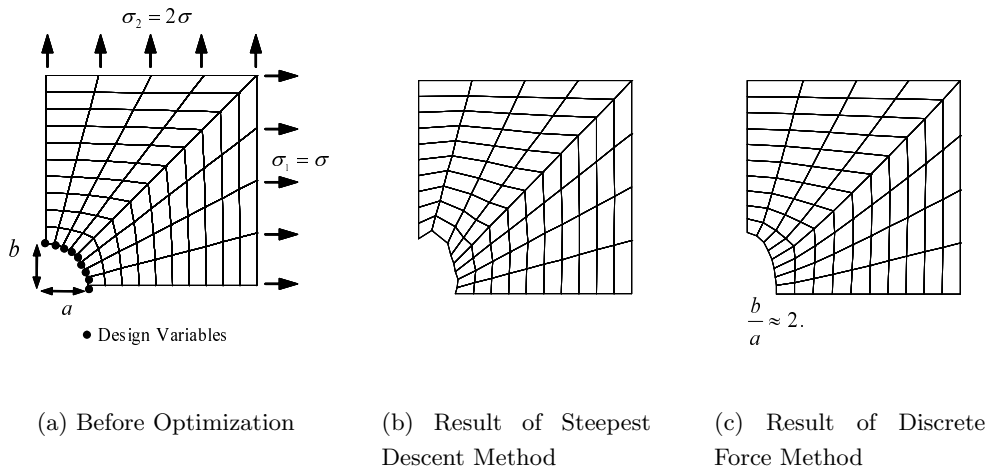 σ₂ = 2σ
σ₁ = σ
b
a
● Design Variables
b
a
≈ 2.
(a) Before Optimization
(b) Result of Steepest
Descent Method
(c) Result of Discrete
Force Method